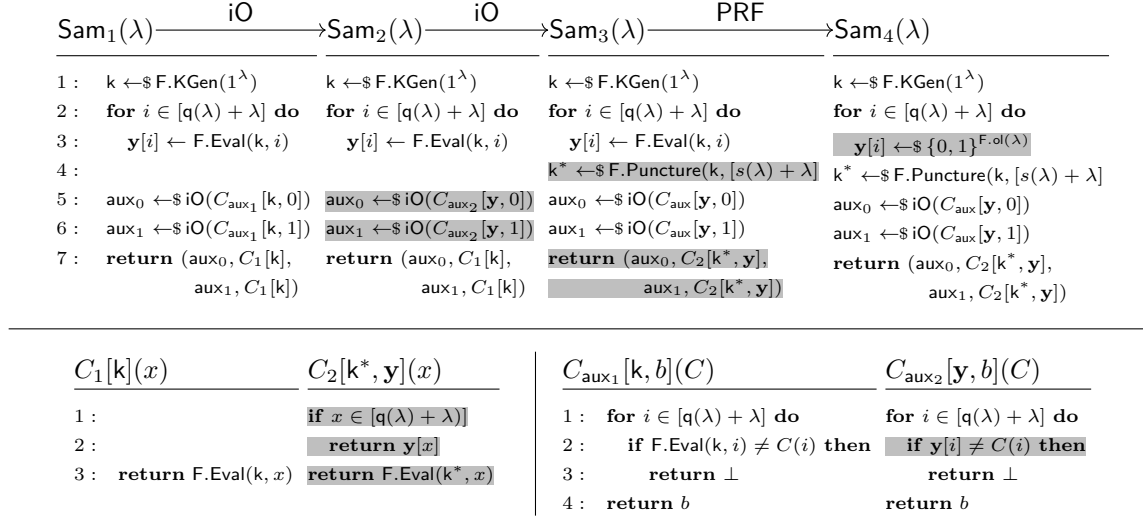 iO iO PRF
Sam₁(λ) Sam₂(λ) Sam₃(λ) Sam₄(λ)
1 : k ←$ F.KGen(1^λ) k ←$ F.KGen(1^λ) k ←$ F.KGen(1^λ) k ←$ F.KGen(1^λ)
2 : for i ∈ [q(λ) + λ] do for i ∈ [q(λ) + λ] do for i ∈ [q(λ) + λ] do for i ∈ [q(λ) + λ] do
3 : y[i] ← F.Eval(k, i) y[i] ← F.Eval(k, i) y[i] ← F.Eval(k, i) y[i] ←$ {0, 1}^F.ol(λ)
4 : k* ←$ F.Puncture(k, [s(λ) + λ] k* ←$ F.Puncture(k, [s(λ) + λ]
5 : aux₀ ←$ iO(C_aux₁[k, 0]) aux₀ ←$ iO(C_aux₂[y, 0]) aux₀ ←$ iO(C_aux[y, 0]) aux₀ ←$ iO(C_aux[y, 0])
6 : aux₁ ←$ iO(C_aux₁[k, 1]) aux₁ ←$ iO(C_aux₂[y, 1]) aux₁ ←$ iO(C_aux[y, 1]) aux₁ ←$ iO(C_aux[y, 1])
7 : return (aux₀, C₁[k], return (aux₀, C₁[k], return (aux₀, C₂[k*, y], return (aux₀, C₂[k*, y],
aux₁, C₁[k]) aux₁, C₁[k]) aux₁, C₂[k*, y]) aux₁, C₂[k*, y])
C₁[k](x) C₂[k*, y](x) C_aux₁[k, b](C) C_aux₂[y, b](C)
1 : if x ∈ [q(λ) + λ)] 1 : for i ∈ [q(λ) + λ] do for i ∈ [q(λ) + λ] do
2 : return y[x] 2 : if F.Eval(k, i) ≠ C(i) then if y[i] ≠ C(i) then
3 : return F.Eval(k, x) return F.Eval(k*, x) 3 : return ⊥ return ⊥
4 : return b return b